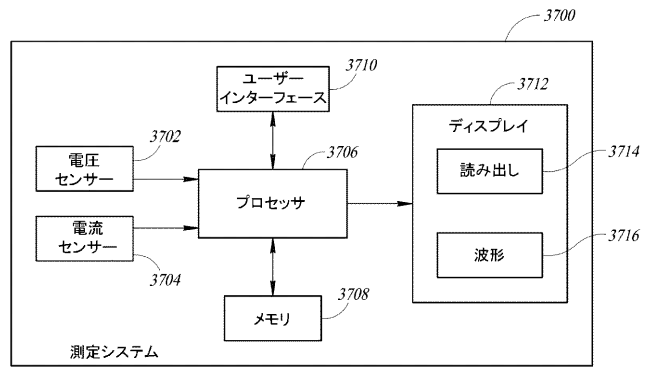 3700
3710
ユーザー
インターフェース
3712
ディスプレイ
3702
電圧
センサー
3706
プロセッサ
3714
読み出し
電流
センサー
3704
3716
波形
3708
メモリ
測定システム